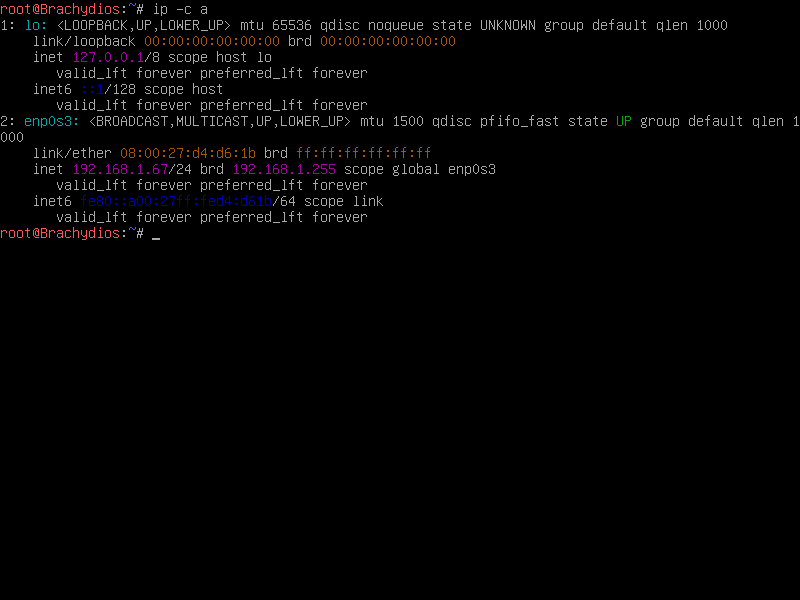 root@Brachydios:~# ip -c a
1: lo: <LOOPBACK,UP,LOWER_UP> mtu 65536 qdisc noqueue state UNKNOWN group default qlen 1000
    link/loopback 00:00:00:00:00:00 brd 00:00:00:00:00:00
    inet 127.0.0.1/8 scope host lo
       valid_lft forever preferred_lft forever
    inet6 ::1/128 scope host
       valid_lft forever preferred_lft forever
2: enp0s3: <BROADCAST,MULTICAST,UP,LOWER_UP> mtu 1500 qdisc pfifo_fast state UP group default qlen 1
000
    link/ether 08:00:27:d4:d6:1b brd ff:ff:ff:ff:ff:ff
    inet 192.168.1.67/24 brd 192.168.1.255 scope global enp0s3
       valid_lft forever preferred_lft forever
    inet6 fe80::a00:27ff:fed4:d61b/64 scope link
       valid_lft forever preferred_lft forever
root@Brachydios:~# _